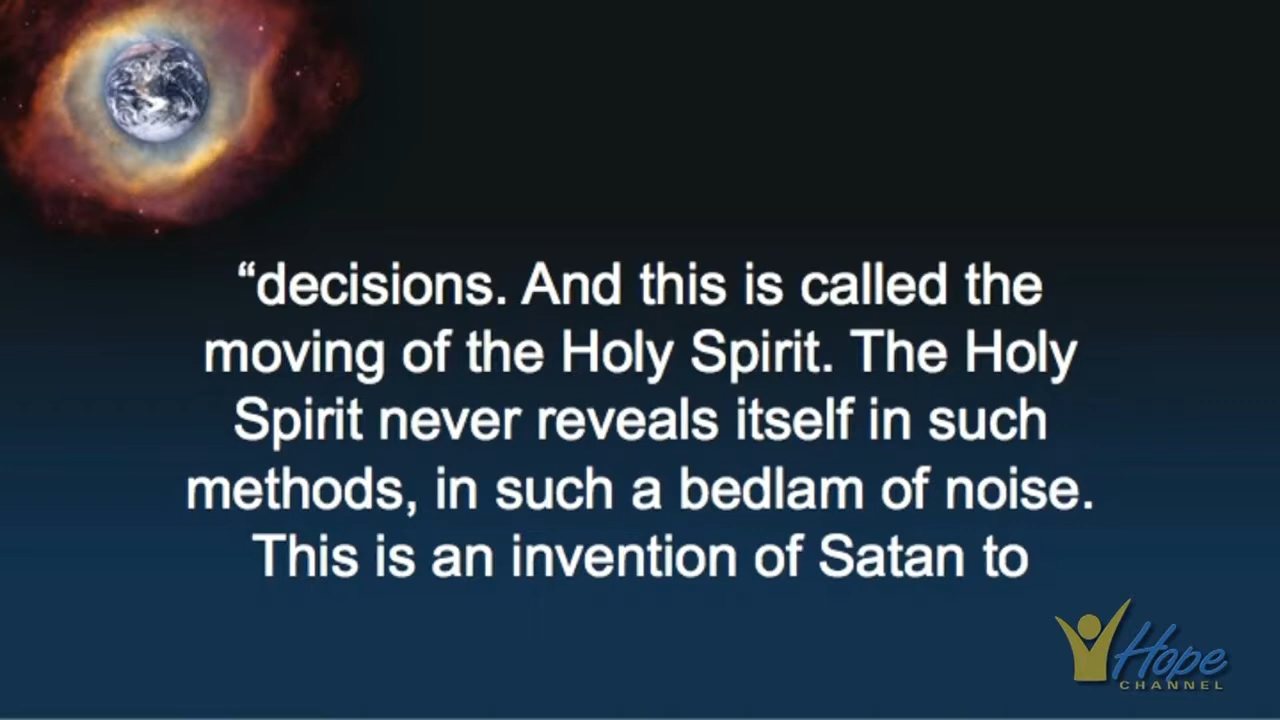 “decisions. And this is called the
moving of the Holy Spirit. The Holy
Spirit never reveals itself in such
methods, in such a bedlam of noise.
This is an invention of Satan to
Hope
CHANNEL